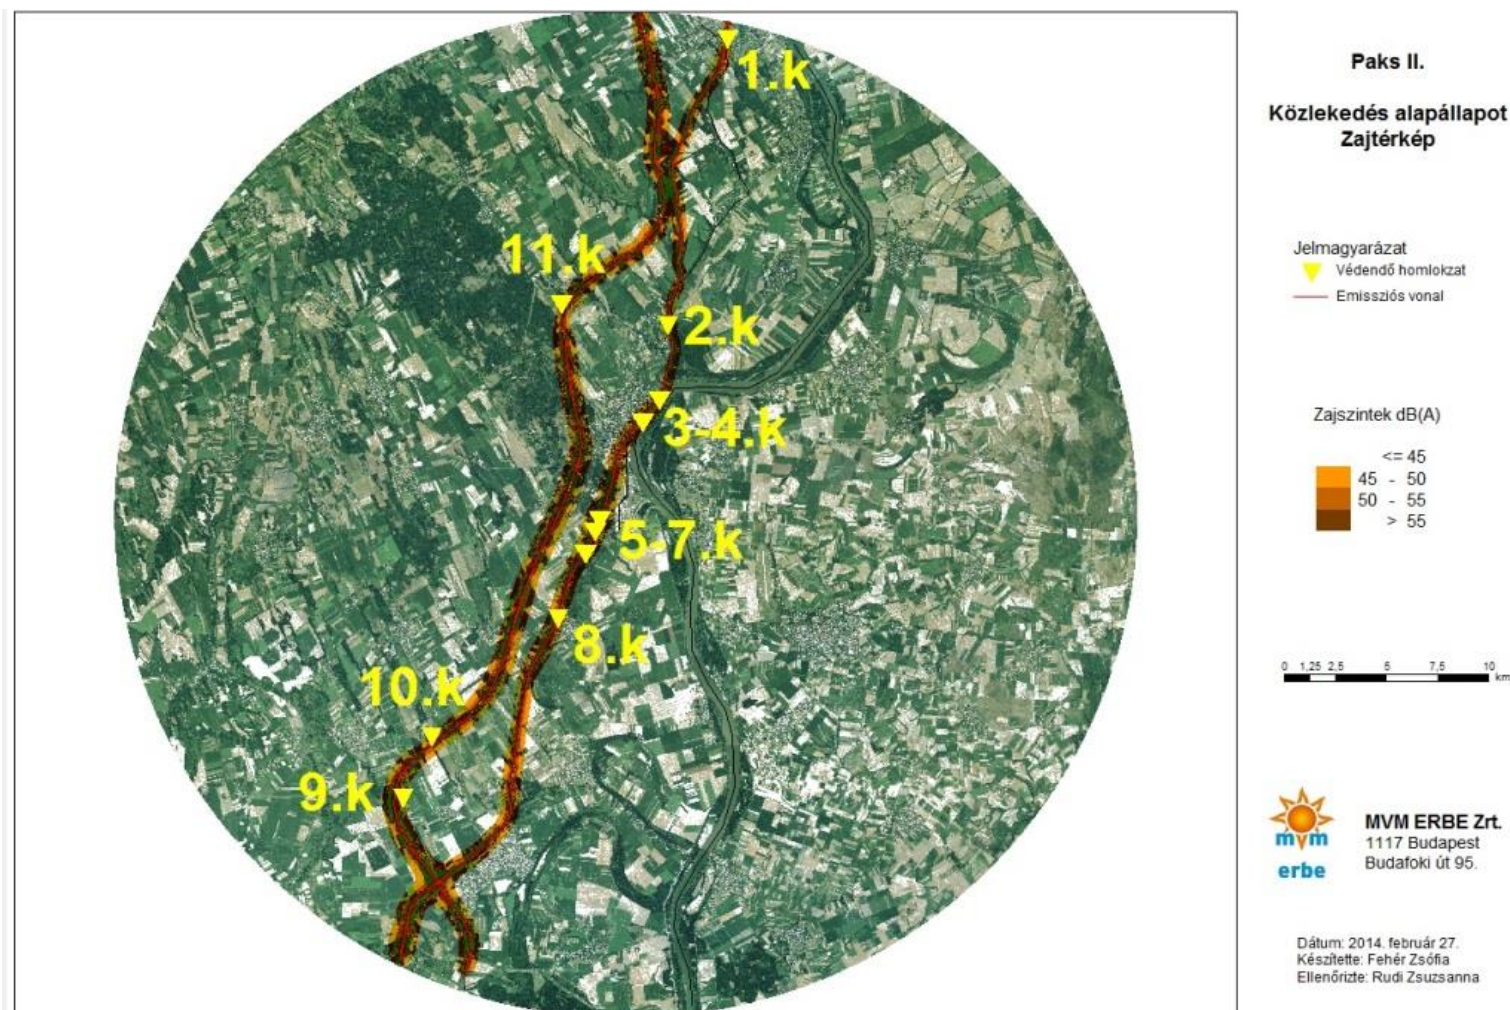 1.k
11.k
2.k
3-4.k
5-7.k
8.k
10.k
9.k
Paks II.
Közlekedés alapállapot
Zajtérkép
Jelmagyarázat
Védendő homlokzat
Emissziós vonal
Zajszintek dB(A)
<= 45
45 - 50
50 - 55
> 55
0 1,25 2,5 5 7,5 10
km
mvm
erbe
MVM ERBE Zrt.
1117 Budapest
Budafoki út 95.
Dátum: 2014. február 27.
Készítette: Fehér Zsófia
Ellenőrizte: Rudi Zsuzsanna